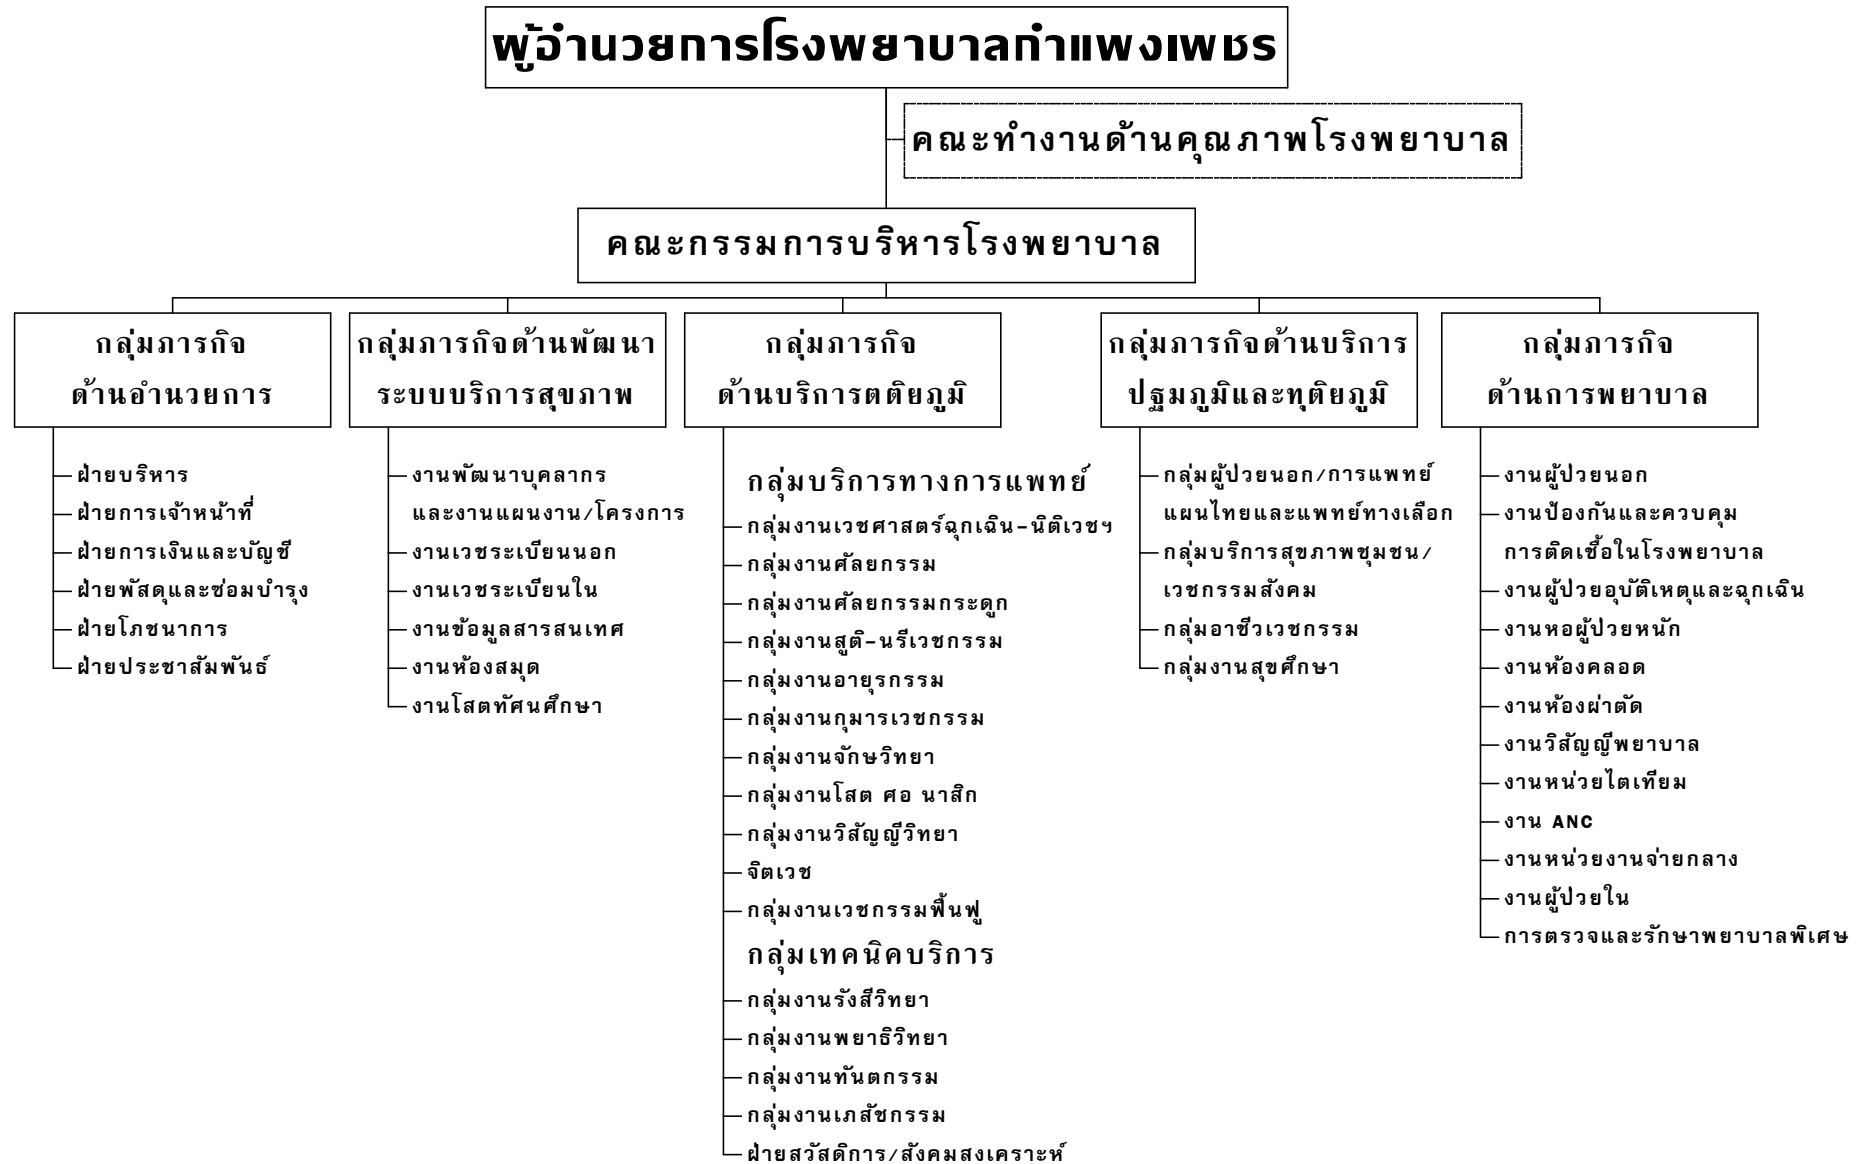 ผู้อำนวยการโรงพยาบาลกำแพงเพชร
คณะทำงานด้านคุณภาพโรงพยาบาล
คณะกรรมการบริหารโรงพยาบาล
กลุ่มภารกิจ
ด้านอำนวยการ
ฝ่ายบริหาร
ฝ่ายการเจ้าหน้าที่
ฝ่ายการเงินและบัญชี
ฝ่ายพัสดุและซ่อมบำรุง
ฝ่ายโภชนาการ
ฝ่ายประชาสัมพันธ์
กลุ่มภารกิจด้านพัฒนา
ระบบบริการสุขภาพ
งานพัฒนาบุคลากร
และงานแผนงาน/โครงการ
งานเวชระเบียนนอก
งานเวชระเบียนใน
งานข้อมูลสารสนเทศ
งานห้องสมุด
งานโสตทัศนศึกษา
กลุ่มภารกิจ
ด้านบริการตติยภูมิ
กลุ่มบริการทางการแพทย์
กลุ่มงานเวชศาสตร์ฉุกเฉิน-นิติเวชฯ
กลุ่มงานศัลยกรรม
กลุ่มงานศัลยกรรมกระดูก
กลุ่มงานสูติ-นรีเวชกรรม
กลุ่มงานอายุรกรรม
กลุ่มงานกุมารเวชกรรม
กลุ่มงานจักษวิทยา
กลุ่มงานโสต ศอ นาสิก
กลุ่มงานวิสัญญีวิทยา
จิตเวช
กลุ่มงานเวชกรรมฟื้นฟู
กลุ่มเทคนิคบริการ
กลุ่มงานรังสีวิทยา
กลุ่มงานพยาธิวิทยา
กลุ่มงานทันตกรรม
กลุ่มงานเภสัชกรรม
ฝ่ายสวัสดิการ/สังคมสงเคราะห์
กลุ่มภารกิจด้านบริการ
ปฐมภูมิและทุติยภูมิ
กลุ่มผู้ป่วยนอก/การแพทย์
แผนไทยและแพทย์ทางเลือก
กลุ่มบริการสุขภาพชุมชน/
เวชกรรมสังคม
กลุ่มอาชีวเวชกรรม
กลุ่มงานสุขศึกษา
กลุ่มภารกิจ
ด้านการพยาบาล
งานผู้ป่วยนอก
งานป้องกันและควบคุม
การติดเชื้อในโรงพยาบาล
งานผู้ป่วยอุบัติเหตุและฉุกเฉิน
งานหอผู้ป่วยหนัก
งานห้องคลอด
งานห้องผ่าตัด
งานวิสัญญีพยาบาล
งานหน่วยไตเทียม
งาน ANC
งานหน่วยงานจ่ายกลาง
งานผู้ป่วยใน
การตรวจและรักษาพยาบาลพิเศษ